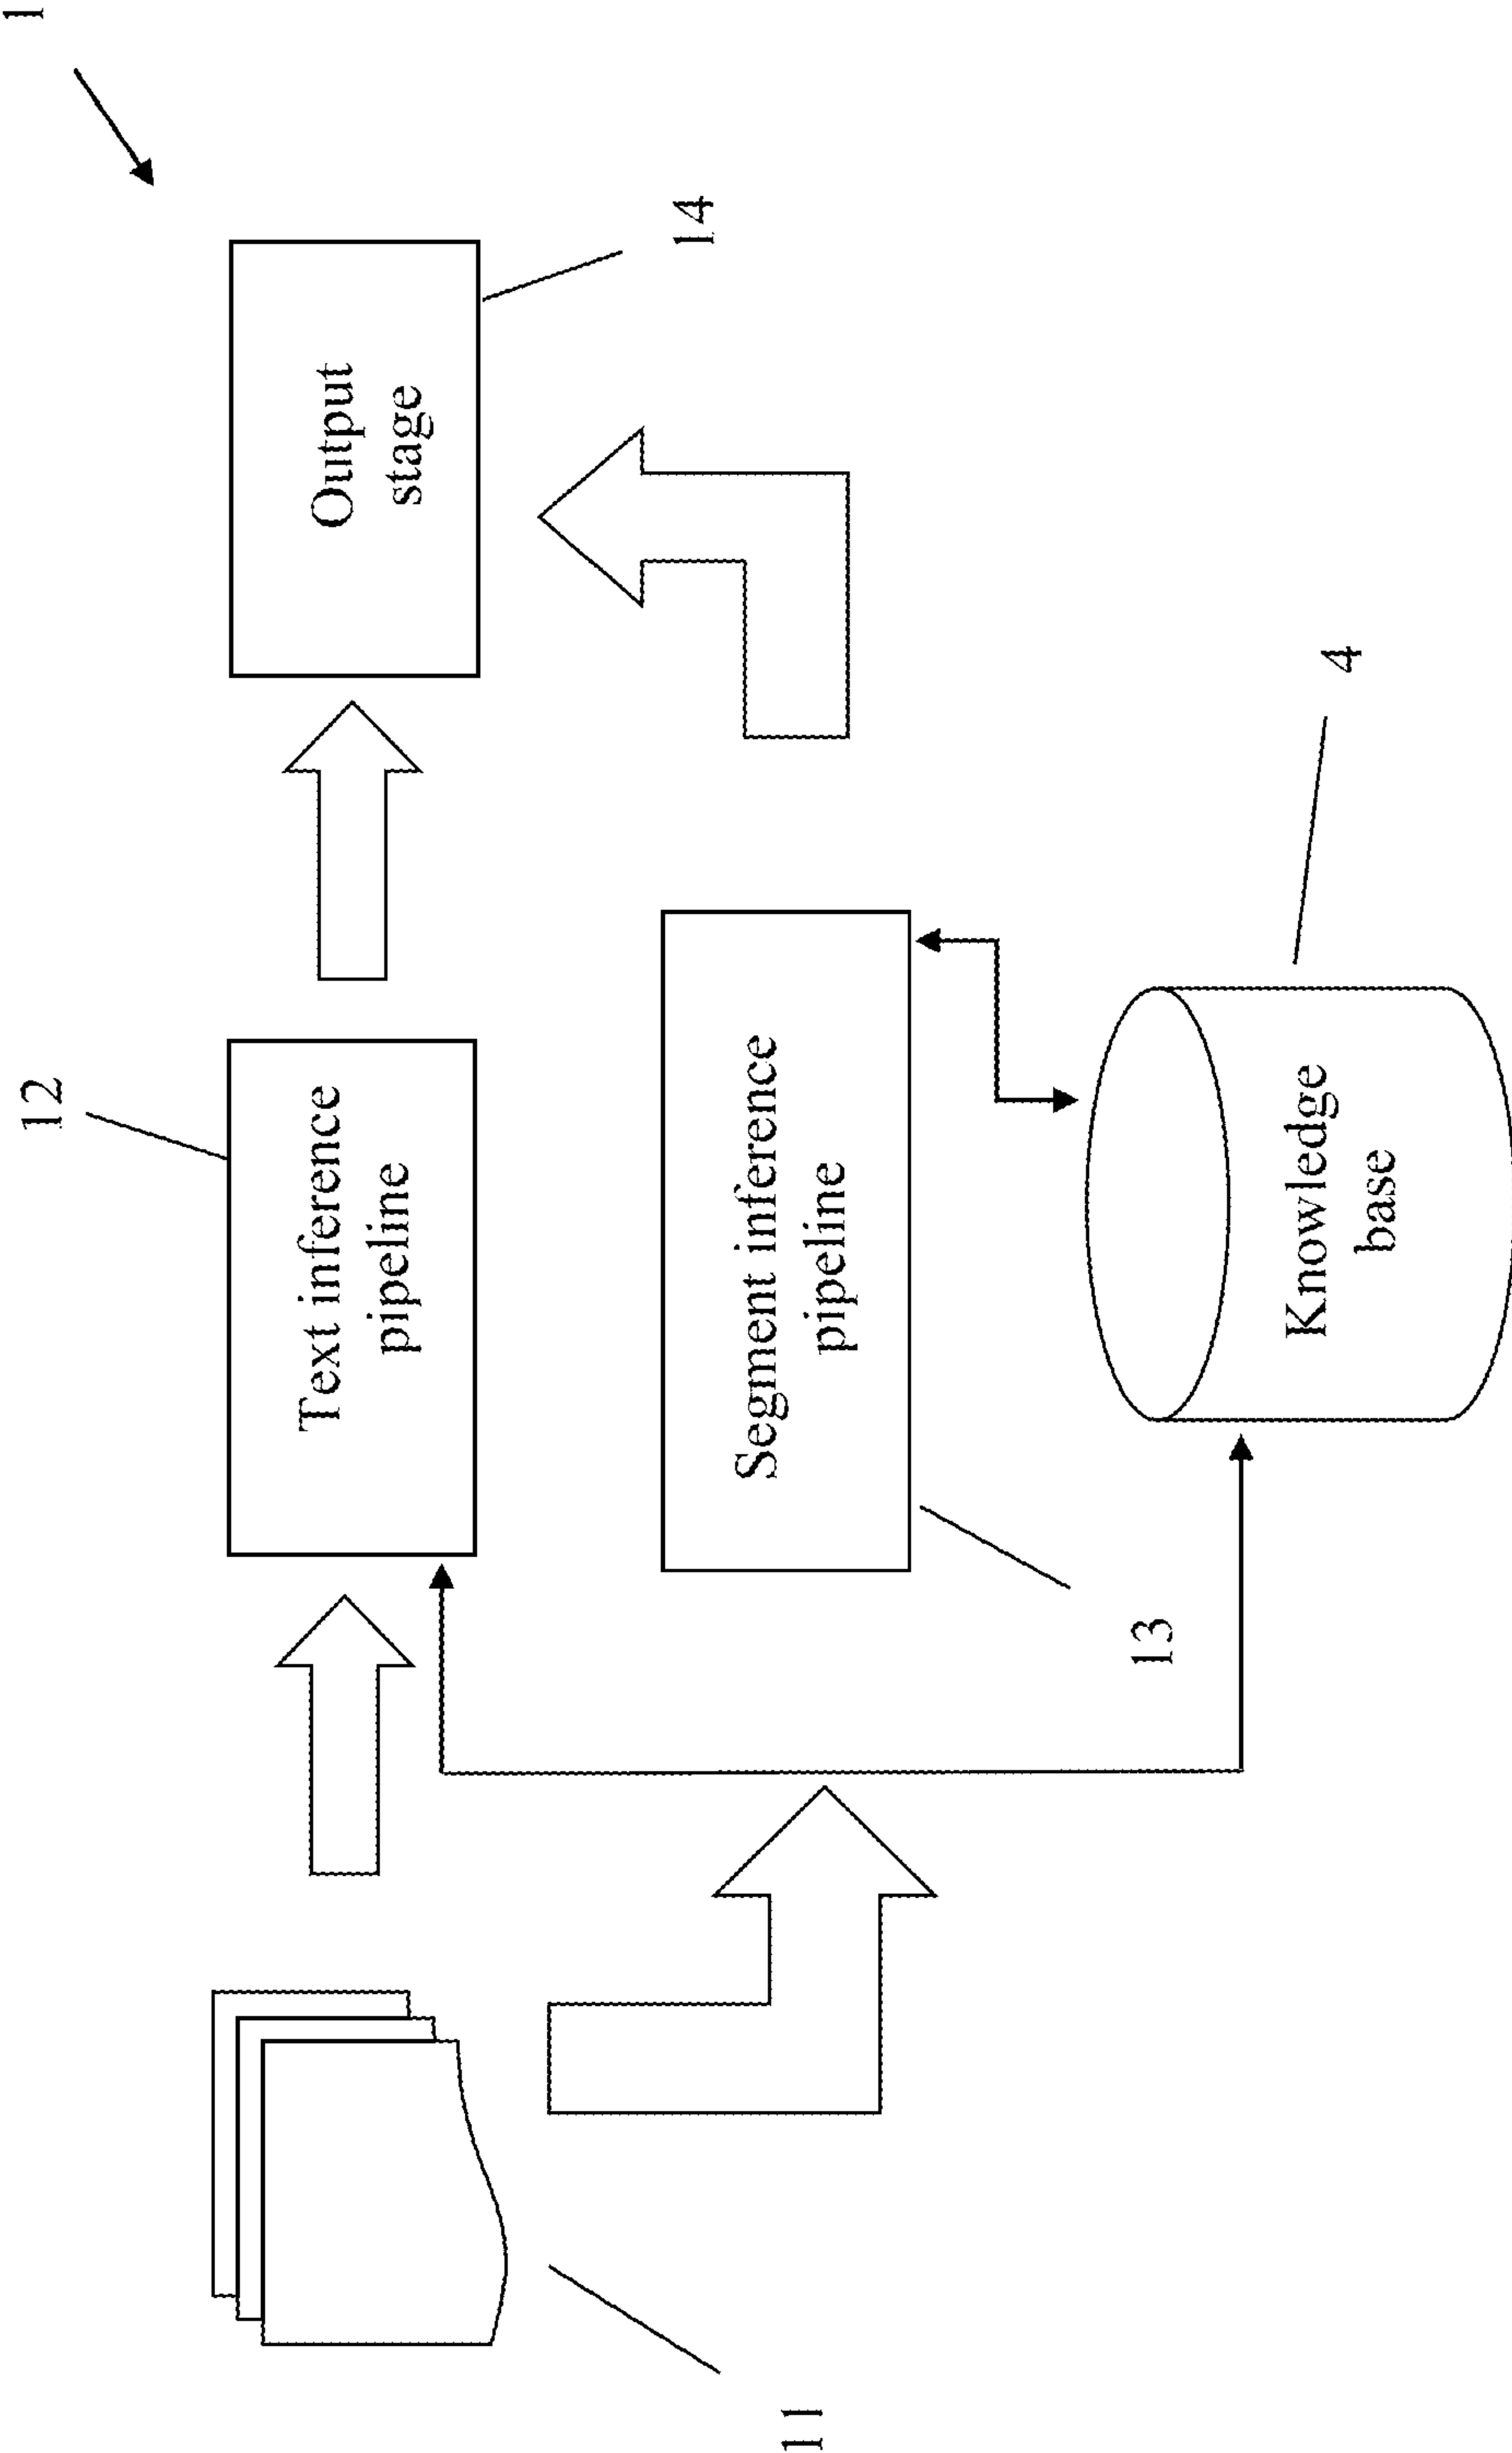 1
12
Text inference
pipeline
Output
stage
14
Segment inference
pipeline
13
11
Knowledge
base
4